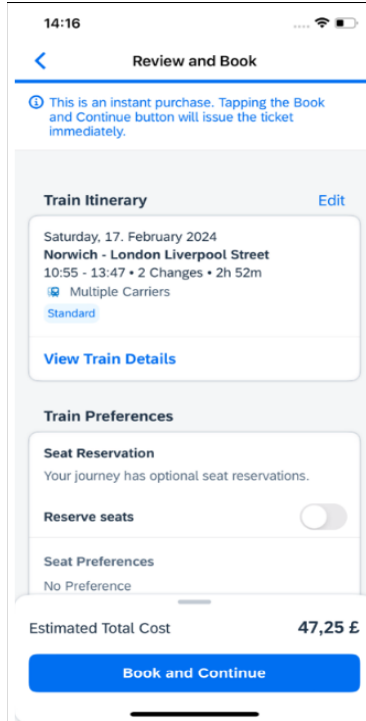 14:16
Review and Book
This is an instant purchase. Tapping the Book
and Continue button will issue the ticket
immediately.
Train Itinerary
Edit
Saturday, 17. February 2024
Norwich - London Liverpool Street
10:55 - 13:47 • 2 Changes • 2h 52m
Multiple Carriers
Standard
View Train Details
Train Preferences
Seat Reservation
Your journey has optional seat reservations.
Reserve seats
Seat Preferences
No Preference
Estimated Total Cost
47,25 £
Book and Continue